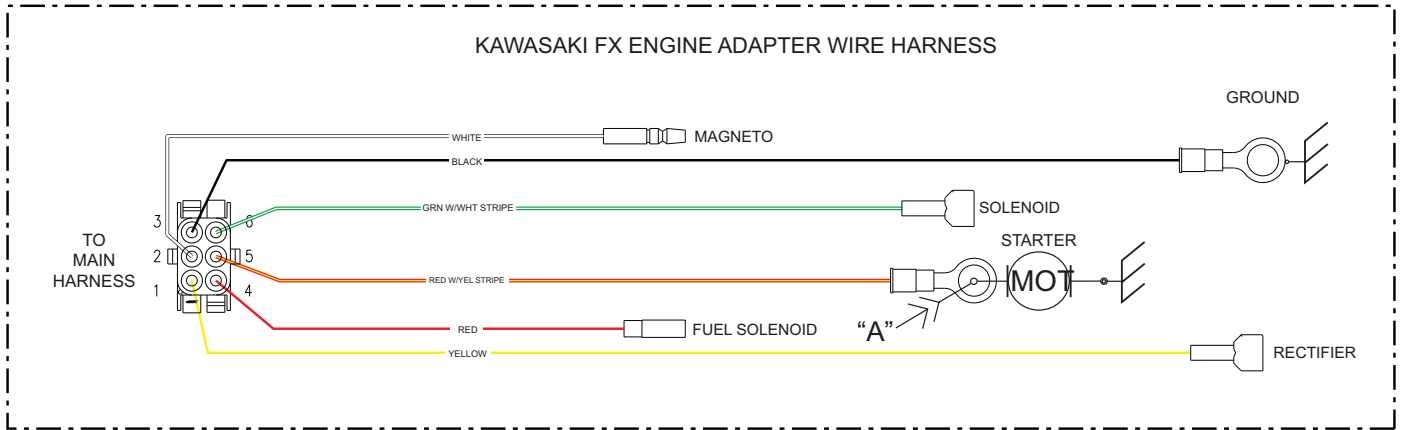 KAWASAKI FX ENGINE ADAPTER WIRE HARNESS
GROUND
WHITE
MAGNETO
BLACK
GRN W/WHT STRIPE
SOLENOID
STARTER
3
6
TO
MAIN
HARNESS
2
5
1
4
RED W/YEL STRIPE
MOT
"A"
RED
FUEL SOLENOID
YELLOW
RECTIFIER